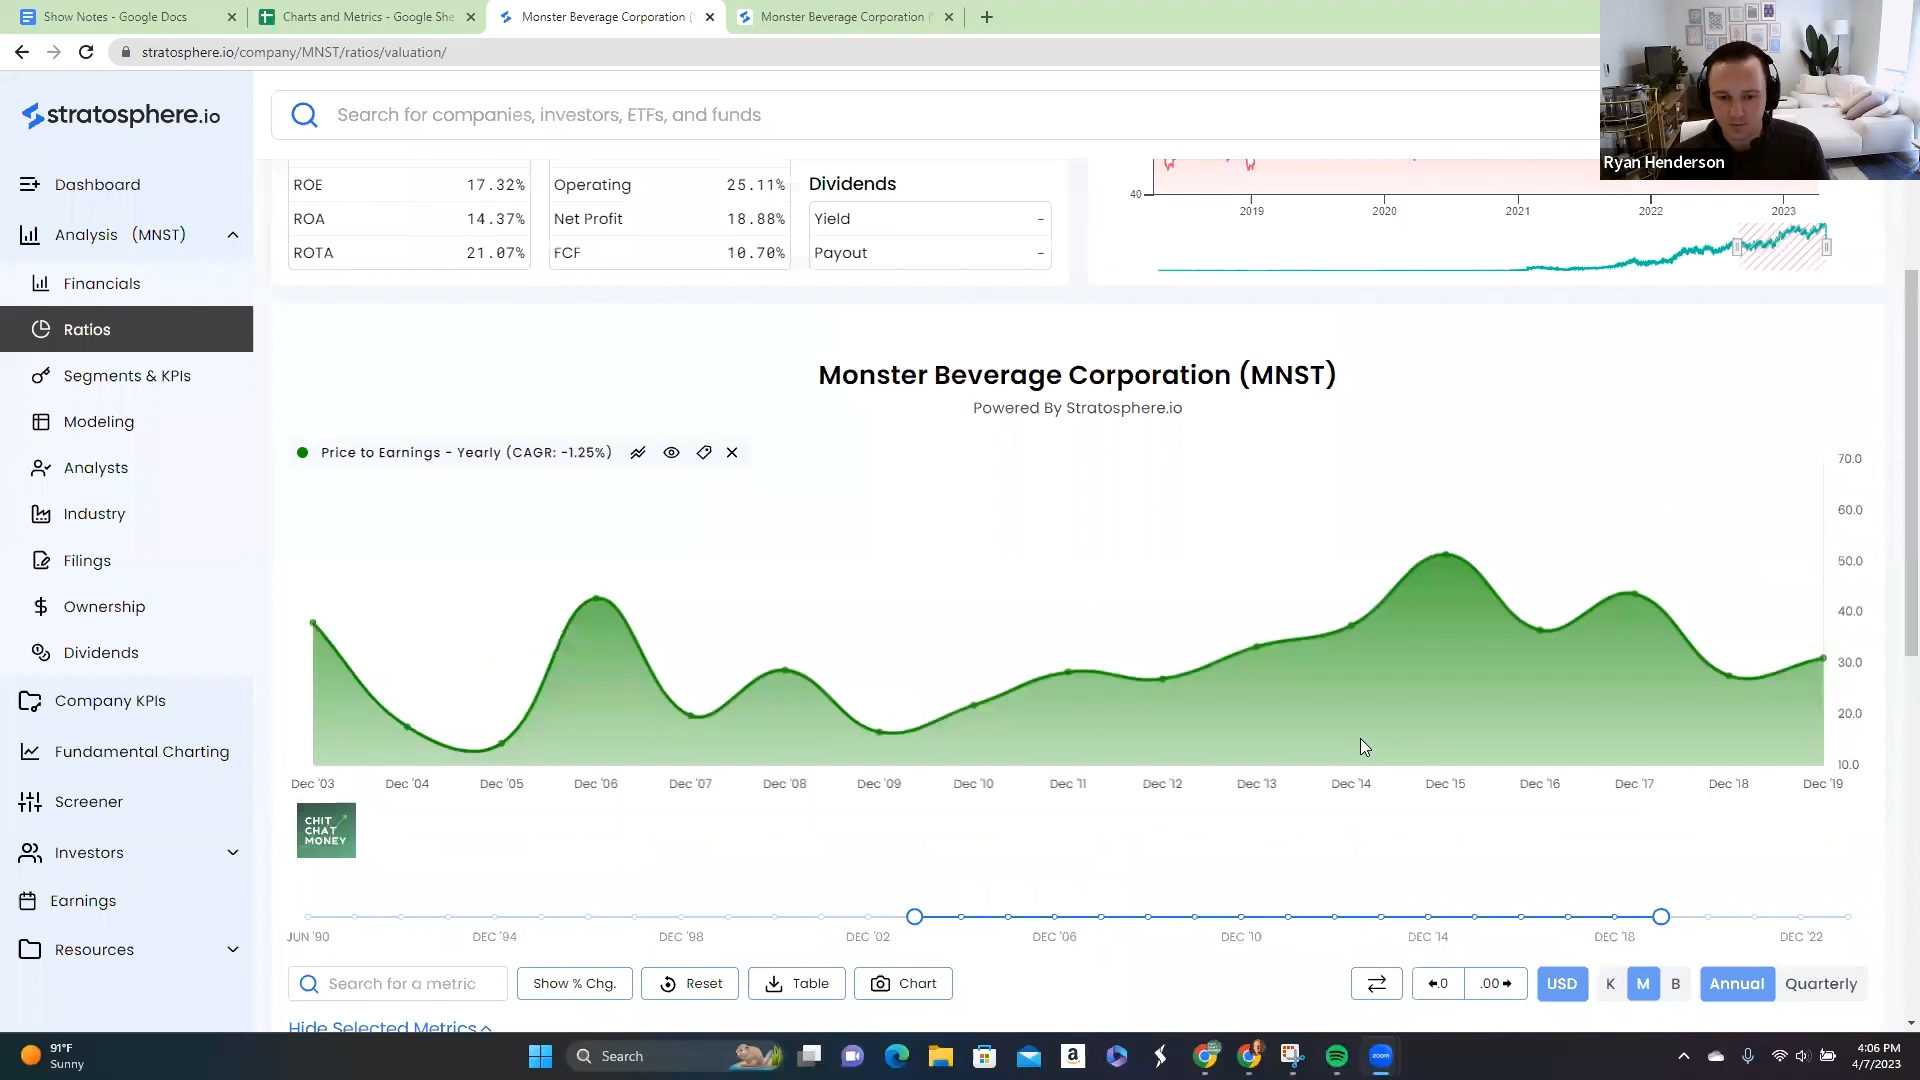 Show Notes - Google Docs
Charts and Metrics - Google She
Monster Beverage Corporation (
Monster Beverage Corporation (
stratosphere.io/company/MNST/ratios/valuation/
Ryan Henderson
stratosphere.io
Search for companies, investors, ETFs, and funds
Dashboard
Analysis (MNST)
Financials
Ratios
Segments & KPIs
Modeling
Analysts
Industry
Filings
Ownership
Dividends
Company KPIs
Fundamental Charting
Screener
Investors
Earnings
Resources
ROE 17.32%
ROA 14.37%
ROTA 21.07%
Operating 25.11%
Net Profit 18.88%
FCF 10.70%
Dividends
Yield -
Payout -
40
2019 2020 2021 2022 2023
Monster Beverage Corporation (MNST)
Powered By Stratosphere.io
Price to Earnings - Yearly (CAGR: -1.25%)
70.0
60.0
50.0
40.0
30.0
20.0
10.0
Dec '03 Dec '04 Dec '05 Dec '06 Dec '07 Dec '08 Dec '09 Dec '10 Dec '11 Dec '12 Dec '13 Dec '14 Dec '15 Dec '16 Dec '17 Dec '18 Dec '19
CHIT
CHAT
MONEY
JUN '90 DEC '94 DEC '98 DEC '02 DEC '06 DEC '10 DEC '14 DEC '18 DEC '22
Search for a metric
Show % Chg.
Reset
Table
Chart
.0
.00
USD
K M B
Annual Quarterly
Hide Selected Metrics
91°F
Sunny
Search
zoom
4:06 PM
4/7/2023